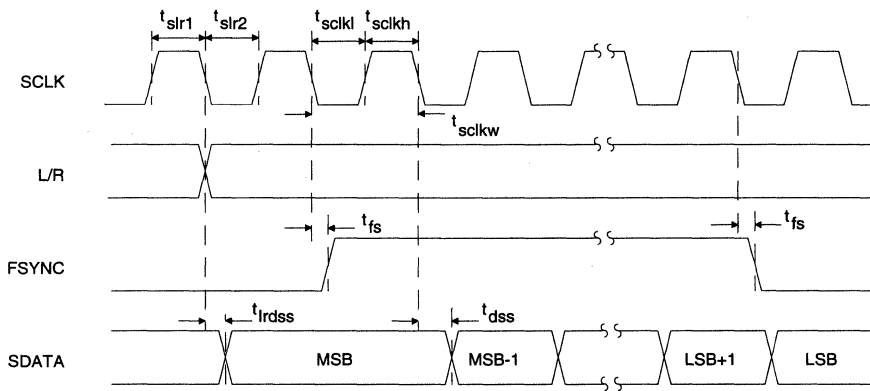 tslr1 tslr2 tsclkl tsclkh
SCLK
tsclkw
L/R
tfs tfs
FSYNC
tlrdss tdss
SDATA MSB MSB-1 LSB+1 LSB